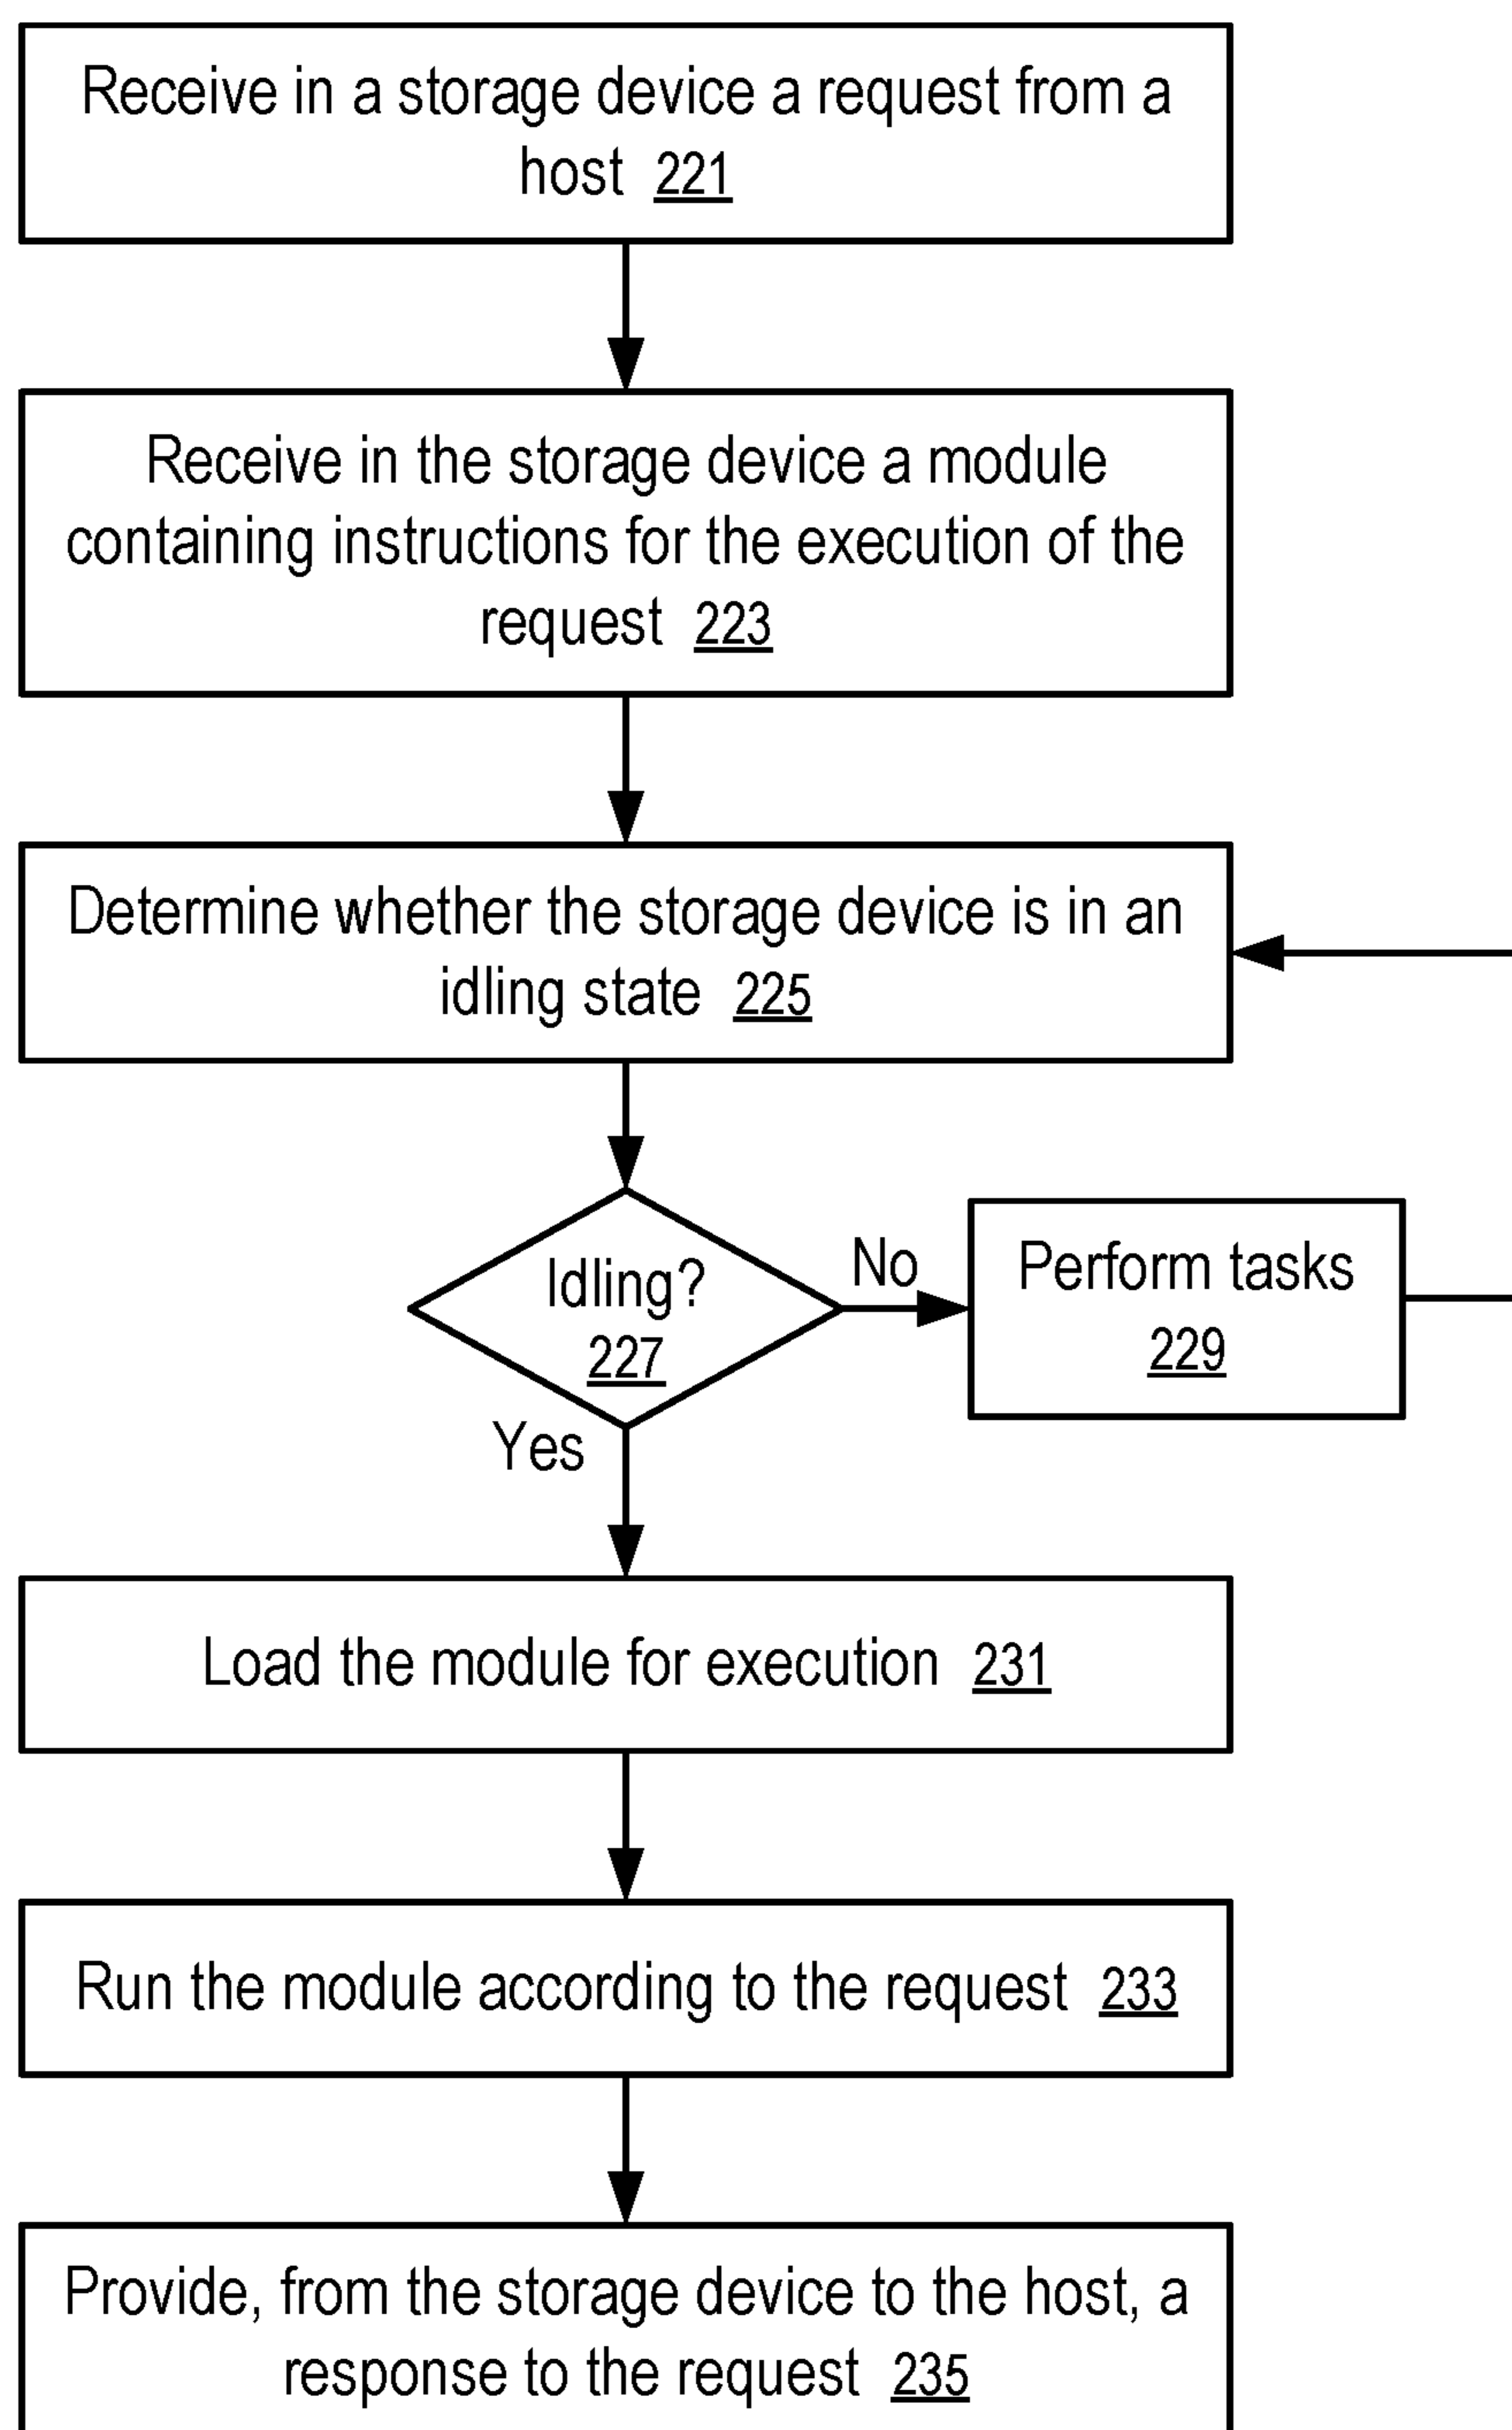 Receive in a storage device a request from a
host 221
Receive in the storage device a module
containing instructions for the execution of the
request 223
Determine whether the storage device is in an
idling state 225
Idling?
227
No
Perform tasks
229
Yes
Load the module for execution 231
Run the module according to the request 233
Provide, from the storage device to the host, a
response to the request 235